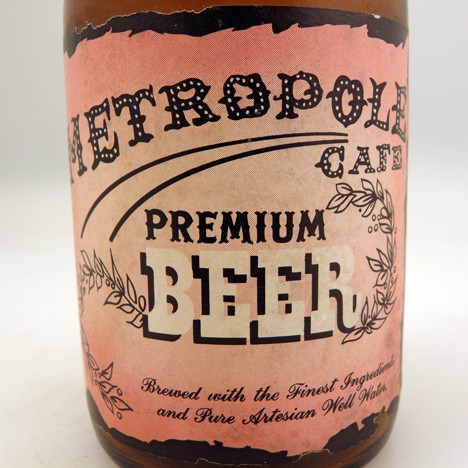 METROPOLE
CAFE
PREMIUM
BEER
Brewed with the Finest Ingredients
and Pure Artesian Well Water.